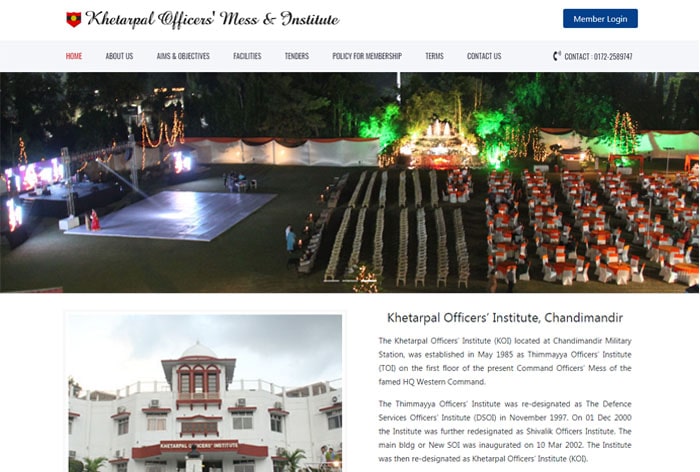 Khetarpal Officers' Mess & Institute
Member Login
HOME ABOUT US AIMS & OBJECTIVES FACILITIES TENDERS POLICY FOR MEMBERSHIP TERMS CONTACT US CONTACT : 0172-2589747
Khetarpal Officers' Institute, Chandimandir
The Khetarpal Officers' Institute (KOI) located at Chandimandir Military
Station, was established in May 1985 as Thimmayya Officers' Institute
(TOI) on the first floor of the present Command Officers' Mess of the
famed HQ Western Command.
The Thimmayya Officers' Institute was re-designated as The Defence
Services Officers' Institute (DSOI) in November 1997. On 01 Dec 2000
the Institute was further redesignated as Shivalik Officers Institute. The
main bldg or New SOI was inaugurated on 10 Mar 2002. The Institute
was then re-designated as Khetarpal Officers' Institute (KOI).
KHETARPAL OFFICERS' INSTITUTE